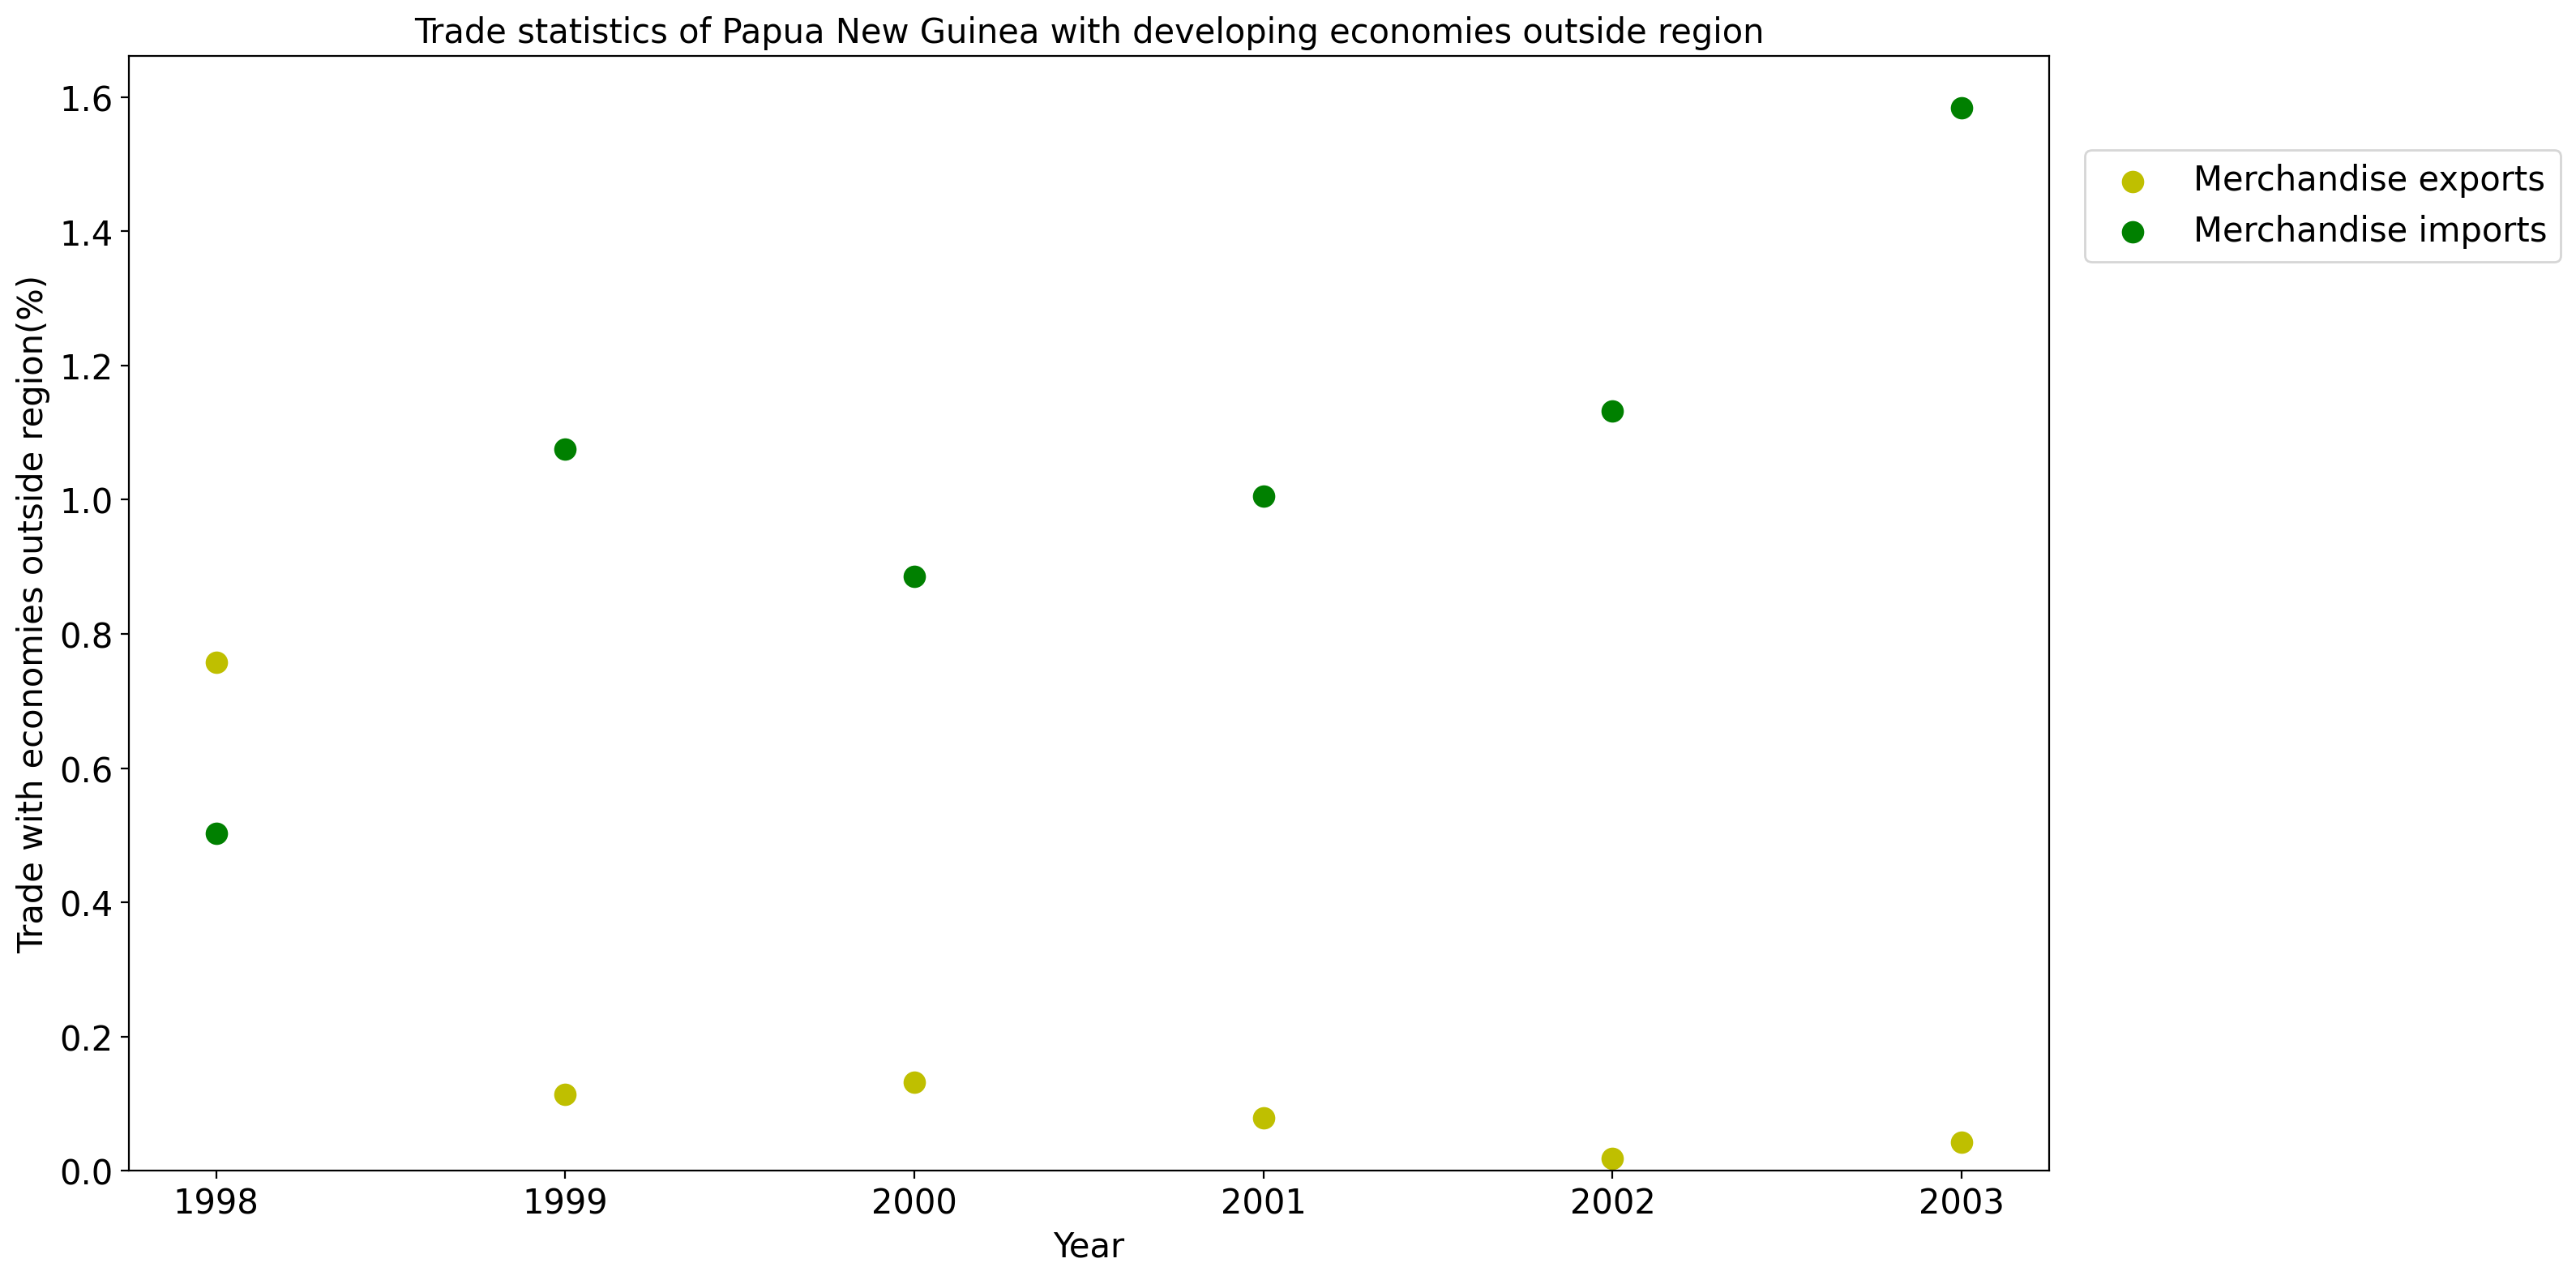 Trade statistics of Papua New Guinea with developing economies outside region
Trade with economies outside region(%)
1.6
1.4
1.2
1.0
0.8
0.6
0.4
0.2
0.0
1998 1999 2000 2001 2002 2003
Year
Merchandise exports
Merchandise imports